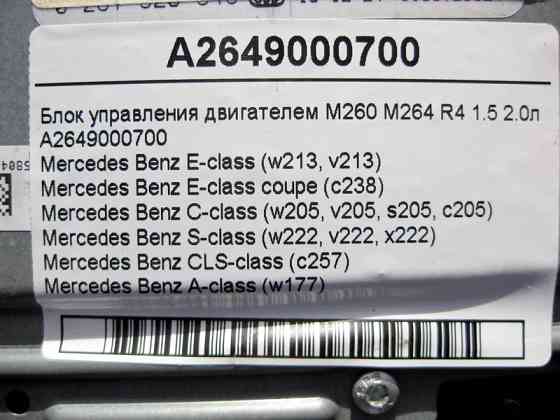 A2649000700
Блок управления двигателем M260 M264 R4 1.5 2.0л
A2649000700
Mercedes Benz E-class (w213, v213)
Mercedes Benz E-class coupe (c238)
Mercedes Benz C-class (w205, v205, s205, c205)
Mercedes Benz S-class (w222, v222, x222)
Mercedes Benz CLS-class (c257)
Mercedes Benz A-class (w177)